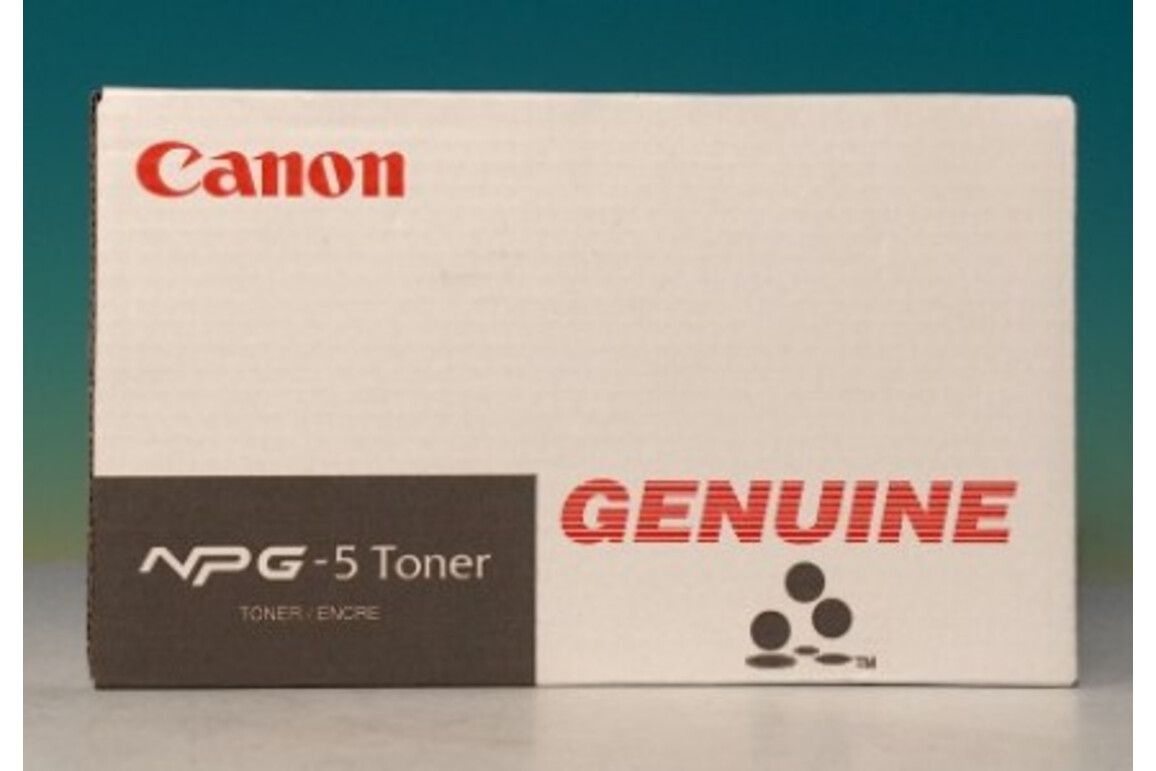 Canon
GENUINE
NPG-5 Toner
TONER / ENCRE
TM